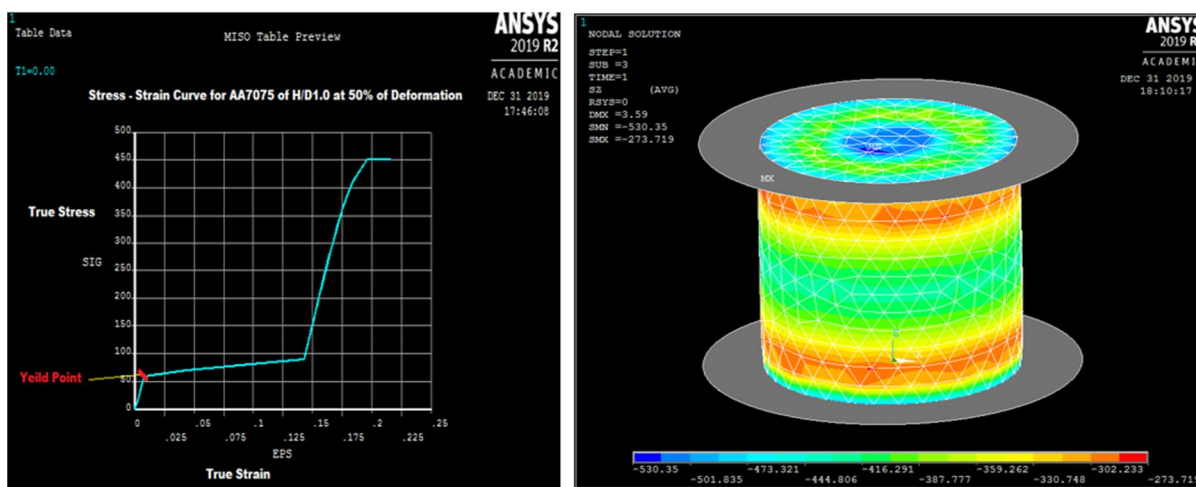 1
Table Data
MISO Table Preview
T1=0.00
ANSYS
2019 R2
ACADEMIC
DEC 31 2019
17:46:08
Stress - Strain Curve for AA7075 of H/D1.0 at 50% of Deformation
500
450
400
350
True Stress
300
SIG
250
200
150
100
Yeild Point
50
0
0 .05 .1 .15 .2 .25
.025 .075 .125 .175 .225
EPS
True Strain
1
NODAL SOLUTION
STEP=1
SUB =3
TIME=1
SZ (AVG)
RSYS=0
DMX =3.59
SMN =-530.35
SMX =-273.719
ANSYS
2019 R2
ACADEMIC
DEC 31 2019
18:10:17
MX
-530.35 -473.321 -416.291 -359.262 -302.233
-501.835 -444.806 -387.777 -330.748 -273.719